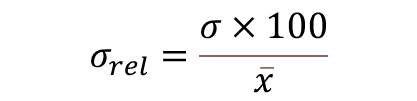 σ_rel = (σ × 100) / x̄